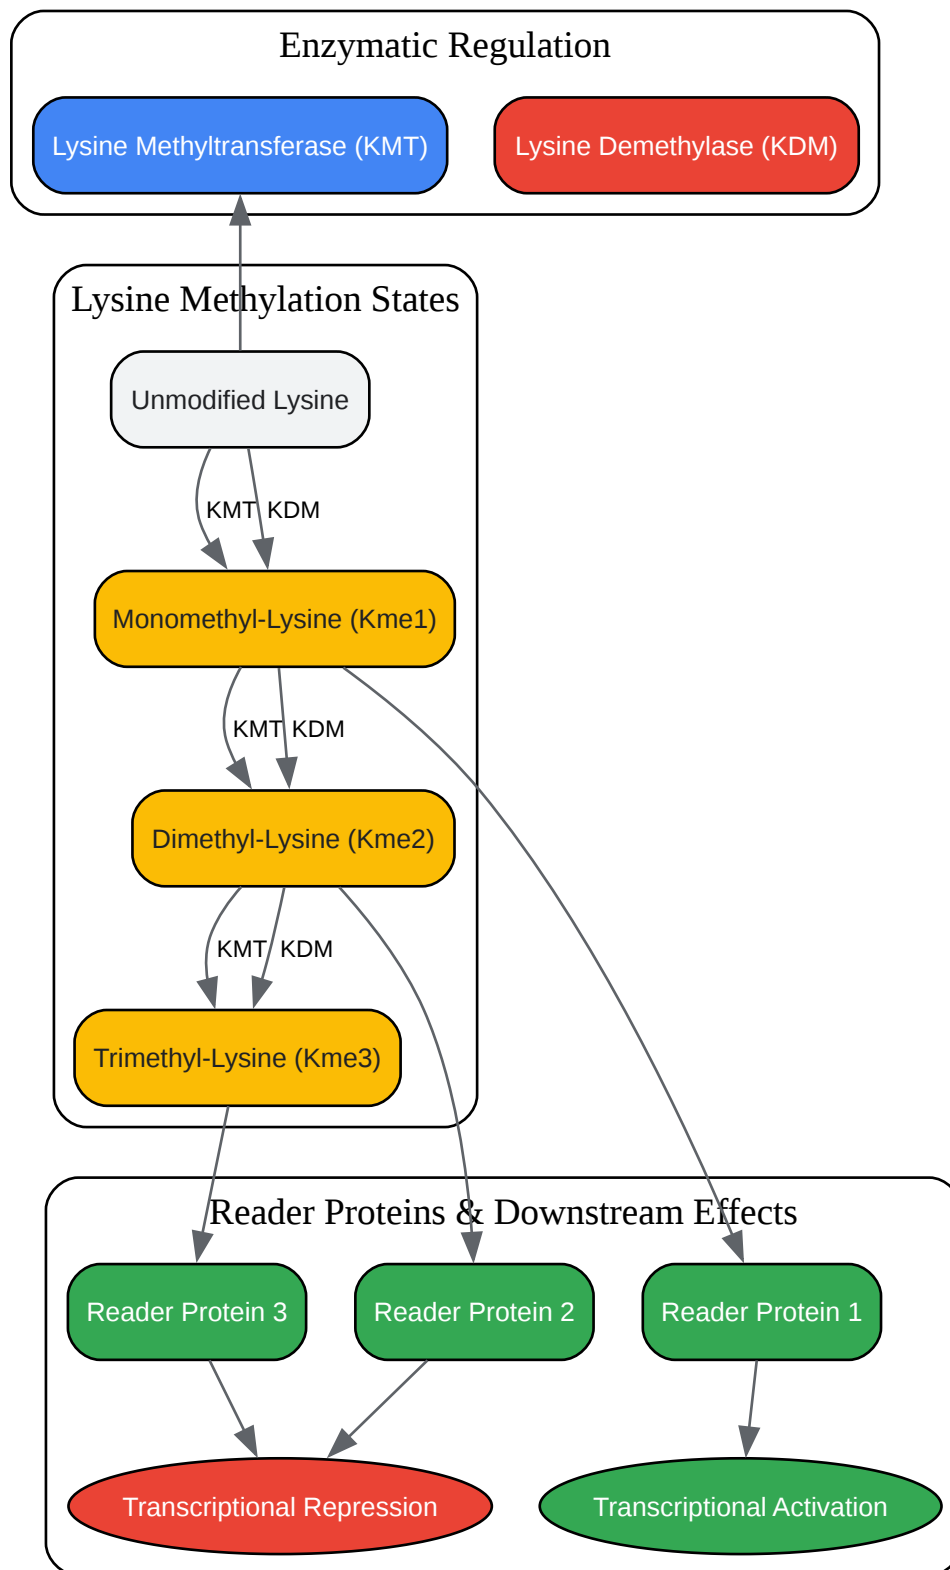 Enzymatic Regulation
Lysine Methyltransferase (KMT)
Lysine Demethylase (KDM)
Lysine Methylation States
Unmodified Lysine
KMT
KDM
Monomethyl-Lysine (Kme1)
KMT
KDM
Dimethyl-Lysine (Kme2)
KMT
KDM
Trimethyl-Lysine (Kme3)
Reader Proteins & Downstream Effects
Reader Protein 3
Reader Protein 2
Reader Protein 1
Transcriptional Repression
Transcriptional Activation